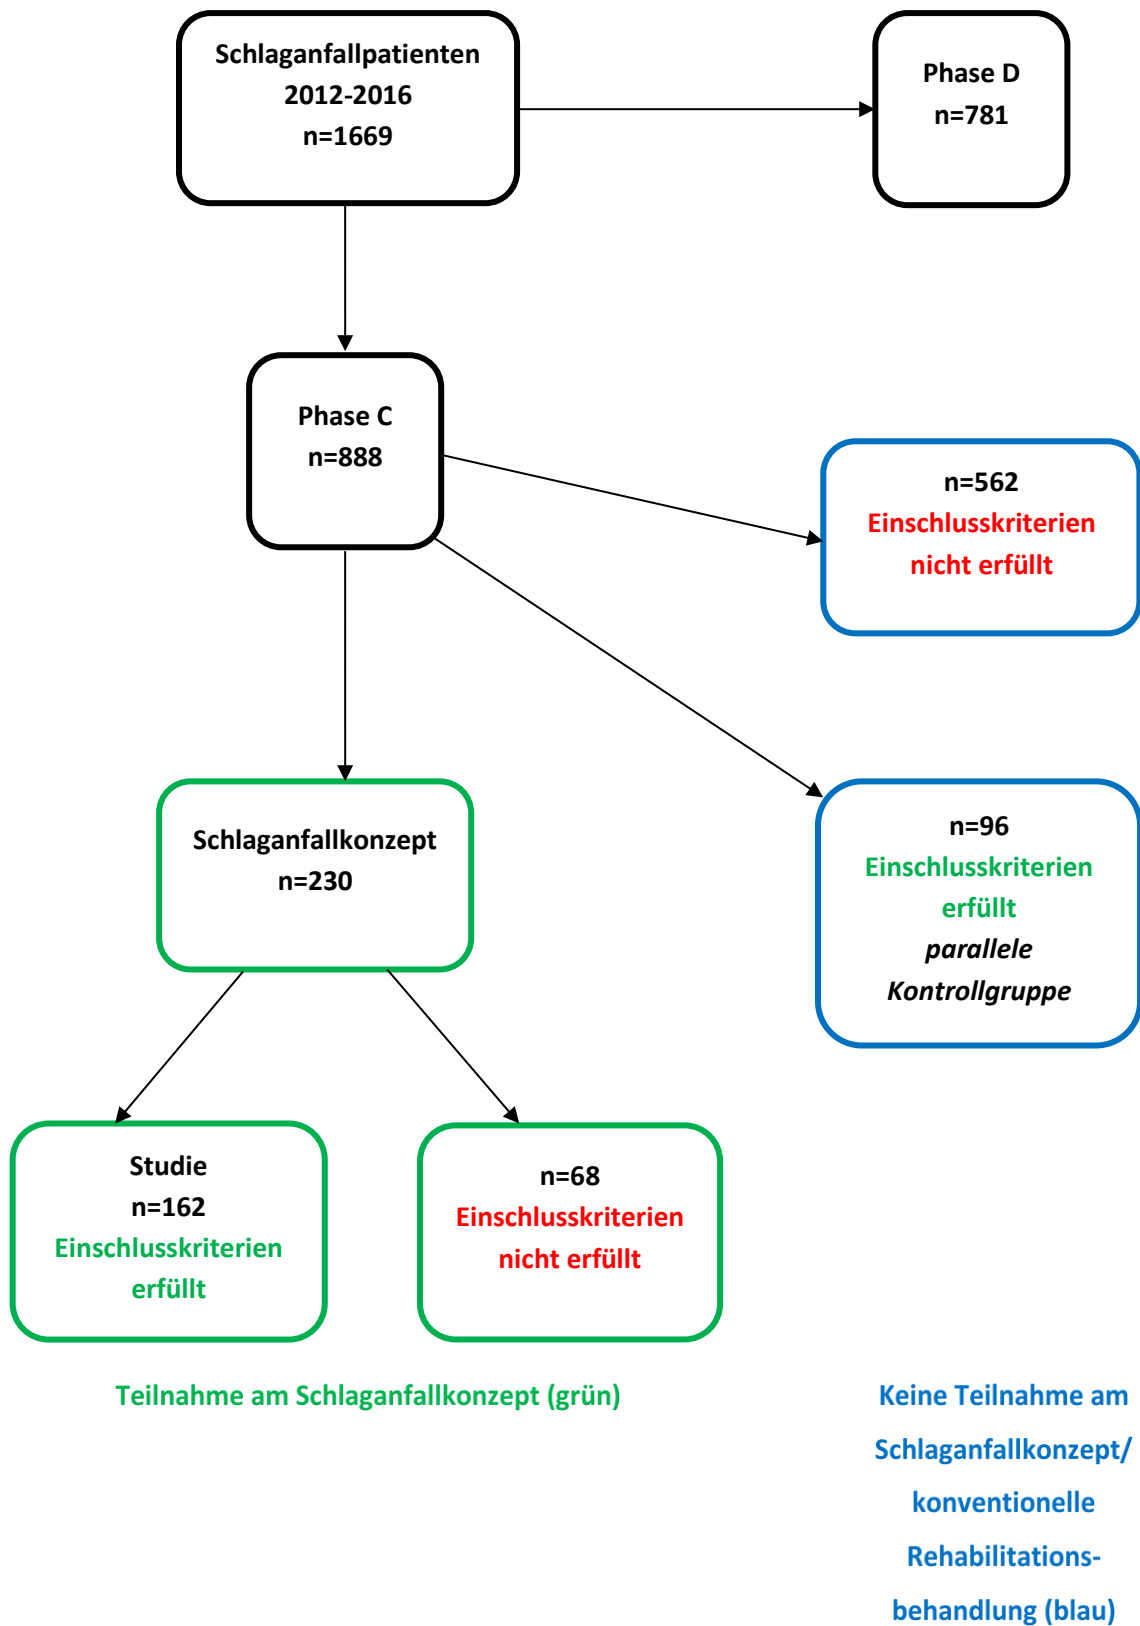 Schlaganfallpatienten
2012-2016
n=1669
Phase D
n=781
Phase C
n=888
n=562
Einschlusskriterien
nicht erfüllt
Schlaganfallkonzept
n=230
n=96
Einschlusskriterien
erfüllt
parallele
Kontrollgruppe
Studie
n=162
Einschlusskriterien
erfüllt
n=68
Einschlusskriterien
nicht erfüllt
Teilnahme am Schlaganfallkonzept (grün)
Keine Teilnahme am
Schlaganfallkonzept/
konventionelle
Rehabilitations-
behandlung (blau)